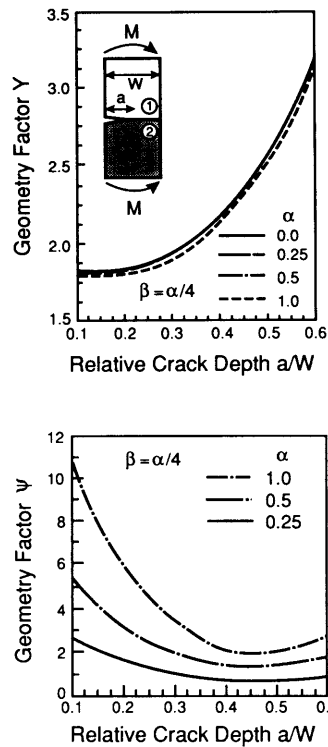 Geometry Factor Y
3.5
3.0
2.5
2.0
1.5
M
W
a
①
②
M
α
0.0
0.25
0.5
1.0
β=α/4
0.1 0.2 0.3 0.4 0.5 0.6
Relative Crack Depth a/W
Geometry Factor ψ
12
10
8
6
4
2
0
β=α/4
α
1.0
0.5
0.25
0.1 0.2 0.3 0.4 0.5 0.
Relative Crack Depth a/W